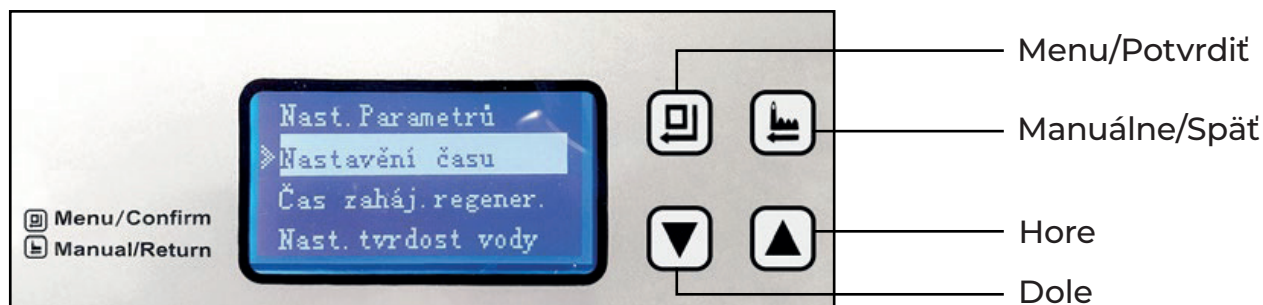 Nast.Parametrů
Nastavění času
Čas zaháj.regener.
Nast.tvrdost vody
Menu/Confirm
Manual/Return
Menu/Potvrdiť
Manuálne/Späť
Hore
Dole